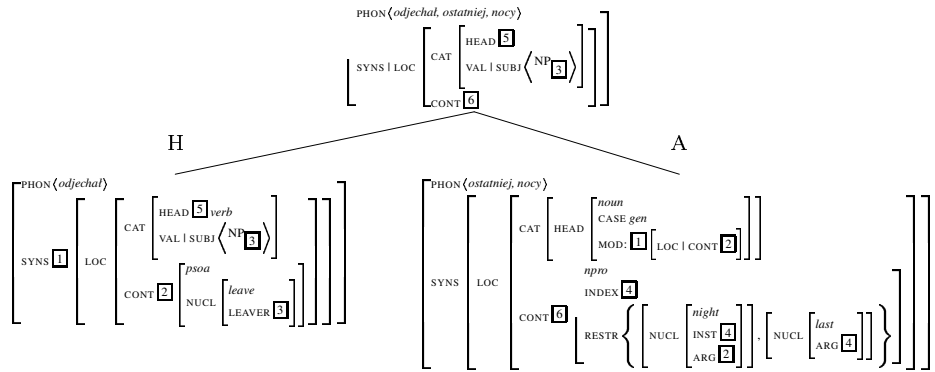 PHON⟨odjechał, ostatniej, nocy⟩
HEAD 5
CAT
SYNS | LOC
VAL | SUBJ ⟨NP 3⟩
CONT 6
H
A
PHON⟨odjechał⟩
HEAD 5 verb
CAT
VAL | SUBJ ⟨NP 3⟩
SYNS 1 LOC
psoa
CONT 2
leave
NUCL
LEAVER 3
PHON⟨ostatniej, nocy⟩
noun
CASE gen
CAT HEAD
MOD: 1 [LOC | CONT 2]
SYNS LOC
npro
INDEX 4
CONT 6
night
last
RESTR { [NUCL INST 4] , [NUCL ARG 4] }
ARG 2